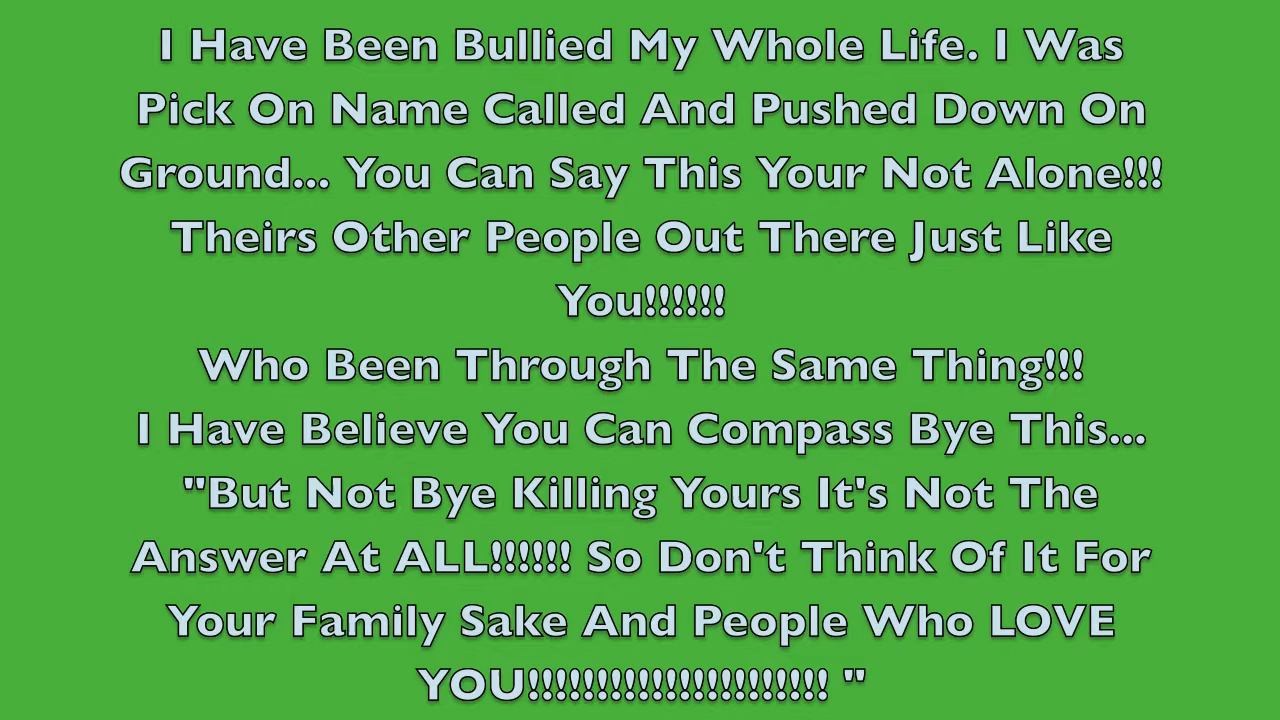 I Have Been Bullied My Whole Life. I Was
Pick On Name Called And Pushed Down On
Ground... You Can Say This Your Not Alone!!!
Theirs Other People Out There Just Like
You!!!!!!
Who Been Through The Same Thing!!!
I Have Believe You Can Compass Bye This...
"But Not Bye Killing Yours It's Not The
Answer At ALL!!!!!! So Don't Think Of It For
Your Family Sake And People Who LOVE
YOU!!!!!!!!!!!!!!!!!!!!!!! "